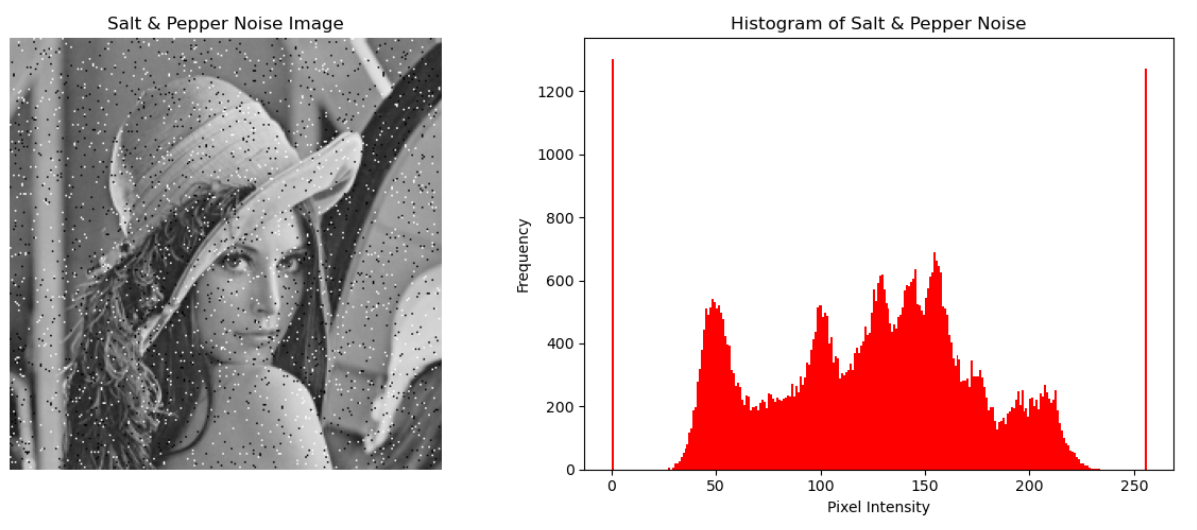 Salt & Pepper Noise Image
Histogram of Salt & Pepper Noise
1200
1000
800
600
400
200
0
Frequency
0 50 100 150 200 250
Pixel Intensity